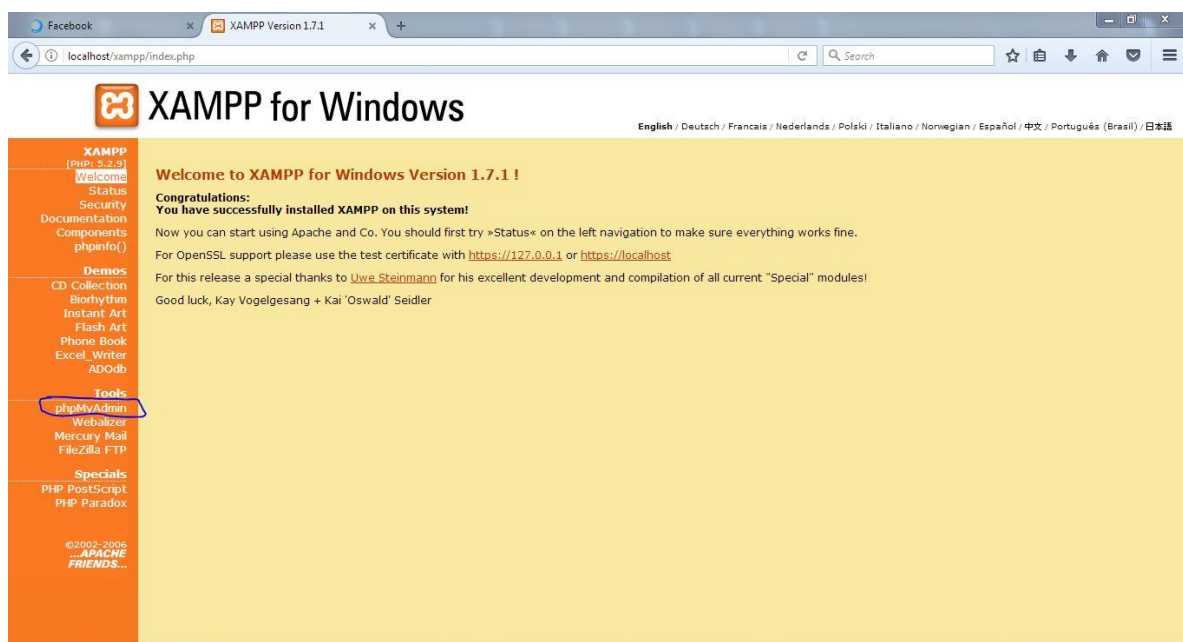 Facebook
XAMPP Version 1.7.1
localhost/xampp/index.php
Search
XAMPP for Windows
English / Deutsch / Francais / Nederlands / Polski / Italiano / Norwegian / Español / 中文 / Português (Brasil) / 日本語
XAMPP
[PHP: 5.2.9]
Welcome
Status
Security
Documentation
Components
phpinfo()
Demos
CD Collection
Biorhythm
Instant Art
Flash Art
Phone Book
Excel_Writer
ADOdb
Tools
phpMyAdmin
Webalizer
Mercury Mail
FileZilla FTP
Specials
PHP PostScript
PHP Paradox
©2002-2006
...APACHE
FRIENDS...
Welcome to XAMPP for Windows Version 1.7.1 !
Congratulations:
You have successfully installed XAMPP on this system!
Now you can start using Apache and Co. You should first try »Status« on the left navigation to make sure everything works fine.
For OpenSSL support please use the test certificate with https://127.0.0.1 or https://localhost
For this release a special thanks to Uwe Steinmann for his excellent development and compilation of all current "Special" modules!
Good luck, Kay Vogelgesang + Kai 'Oswald' Seidler